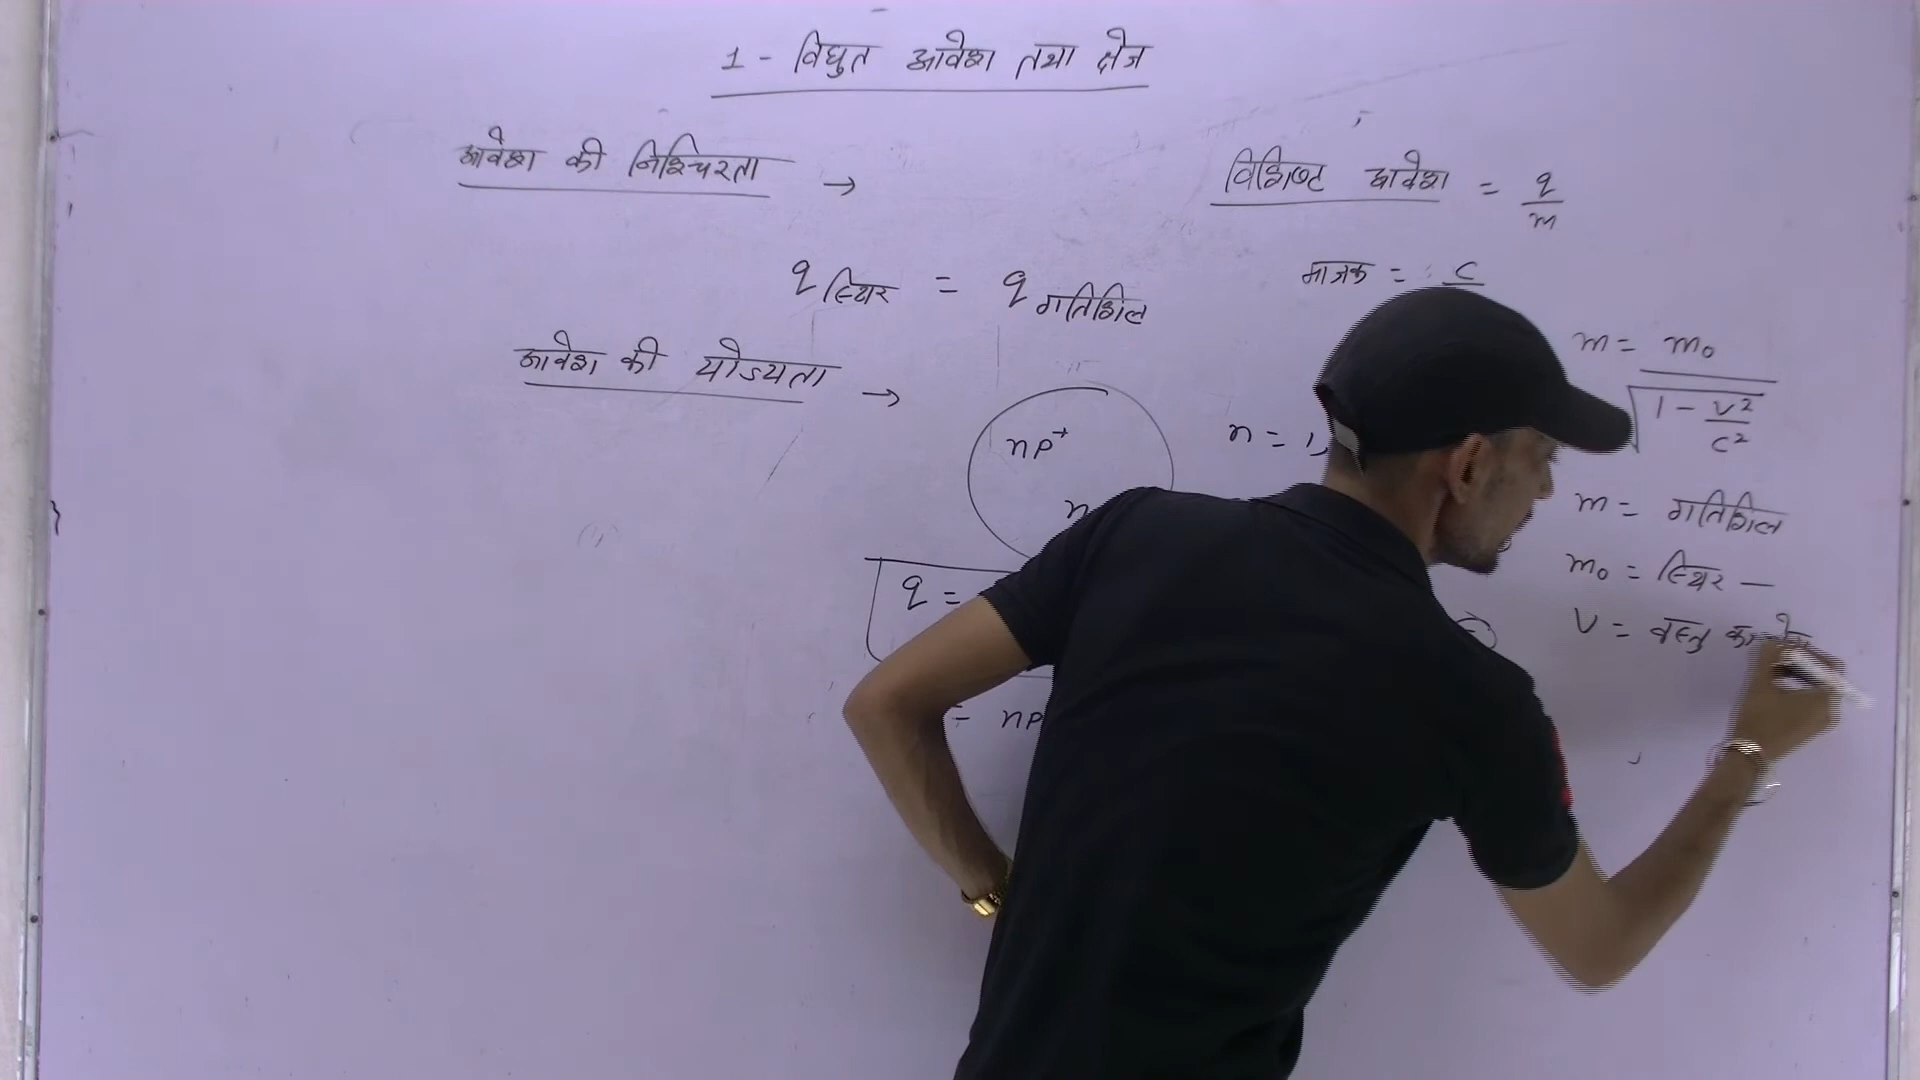 1 - विधुत आवेश तथा क्षेत्र
आवेश की निश्चिरता →
q स्थिर = q गतिशिल
आवेश की योज्यता →
np⁺
n
q =
= np
विशिष्ट आवेश = q/m
मात्रक = C
n = 1,
m = m₀ / √(1 - v²/c²)
m = गतिशिल
m₀ = स्थिर —
v = वस्तु का